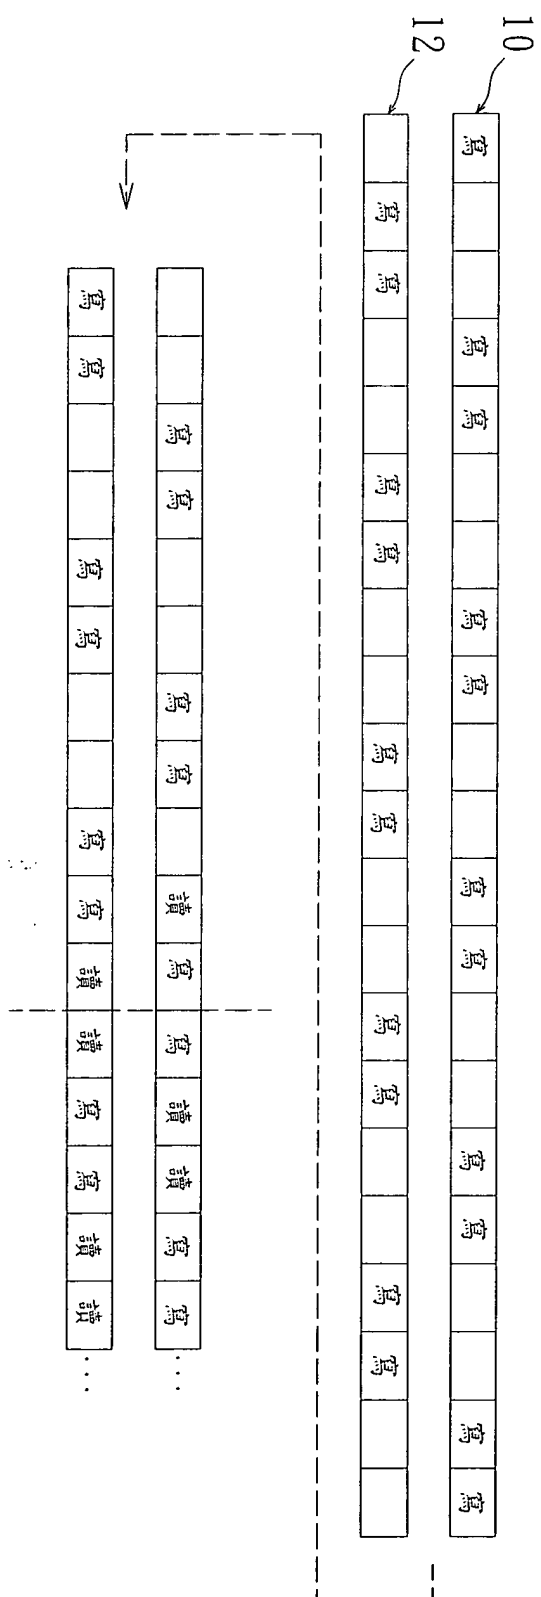 10 寫 寫 寫 寫 寫 寫 寫 寫 寫 寫 寫
12 寫 寫 寫 寫 寫 寫 寫 寫 寫 寫
寫 寫 寫 寫 讀 寫 寫 讀 讀 寫 寫 ...
寫 寫 寫 寫 寫 寫 讀 讀 寫 寫 讀 讀 ...